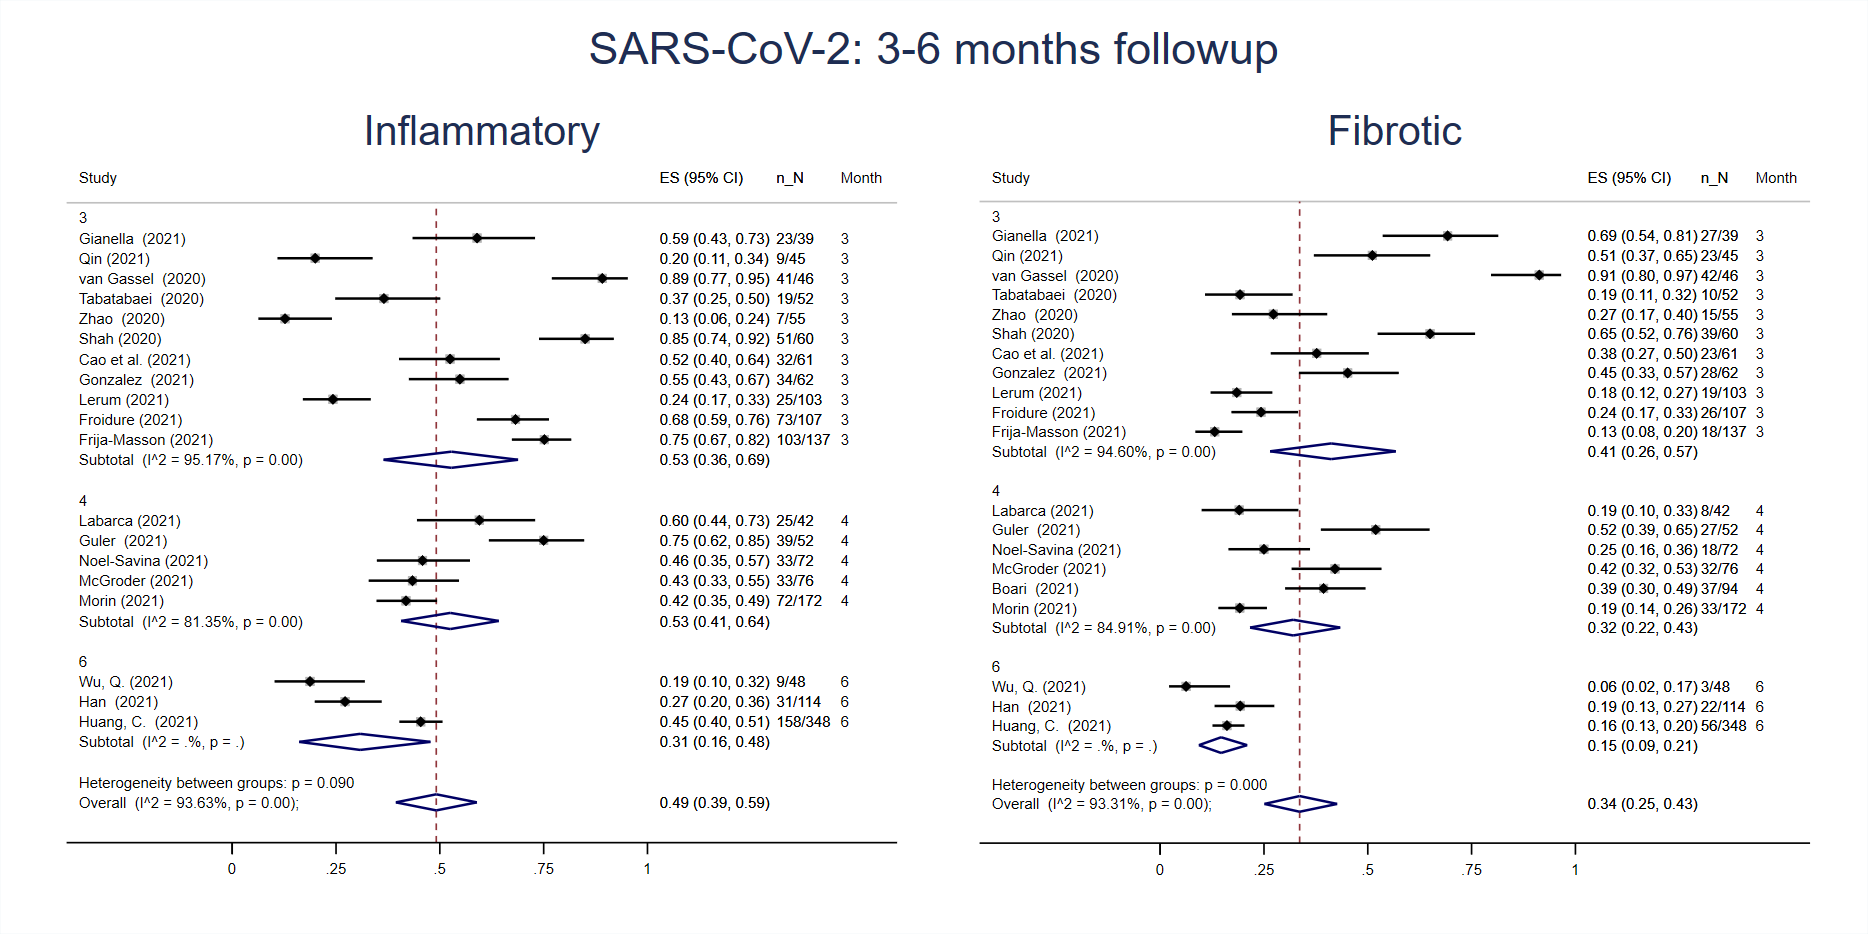 SARS-CoV-2: 3-6 months followup
Inflammatory
Study ES (95% CI) n_N Month
3
Gianella (2021) 0.59 (0.43, 0.73) 23/39 3
Qin (2021) 0.20 (0.11, 0.34) 9/45 3
van Gassel (2020) 0.89 (0.77, 0.95) 41/46 3
Tabatabaei (2020) 0.37 (0.25, 0.50) 19/52 3
Zhao (2020) 0.13 (0.06, 0.24) 7/55 3
Shah (2020) 0.85 (0.74, 0.92) 51/60 3
Cao et al. (2021) 0.52 (0.40, 0.64) 32/61 3
Gonzalez (2021) 0.55 (0.43, 0.67) 34/62 3
Lerum (2021) 0.24 (0.17, 0.33) 25/103 3
Froidure (2021) 0.68 (0.59, 0.76) 73/107 3
Frija-Masson (2021) 0.75 (0.67, 0.82) 103/137 3
Subtotal (I^2 = 95.17%, p = 0.00) 0.53 (0.36, 0.69)
4
Labarca (2021) 0.60 (0.44, 0.73) 25/42 4
Guler (2021) 0.75 (0.62, 0.85) 39/52 4
Noel-Savina (2021) 0.46 (0.35, 0.57) 33/72 4
McGroder (2021) 0.43 (0.33, 0.55) 33/76 4
Morin (2021) 0.42 (0.35, 0.49) 72/172 4
Subtotal (I^2 = 81.35%, p = 0.00) 0.53 (0.41, 0.64)
6
Wu, Q. (2021) 0.19 (0.10, 0.32) 9/48 6
Han (2021) 0.27 (0.20, 0.36) 31/114 6
Huang, C. (2021) 0.45 (0.40, 0.51) 158/348 6
Subtotal (I^2 = .%, p = .) 0.31 (0.16, 0.48)
Heterogeneity between groups: p = 0.090
Overall (I^2 = 93.63%, p = 0.00); 0.49 (0.39, 0.59)
0 .25 .5 .75 1
Fibrotic
Study ES (95% CI) n_N Month
3
Gianella (2021) 0.69 (0.54, 0.81) 27/39 3
Qin (2021) 0.51 (0.37, 0.65) 23/45 3
van Gassel (2020) 0.91 (0.80, 0.97) 42/46 3
Tabatabaei (2020) 0.19 (0.11, 0.32) 10/52 3
Zhao (2020) 0.27 (0.17, 0.40) 15/55 3
Shah (2020) 0.65 (0.52, 0.76) 39/60 3
Cao et al. (2021) 0.38 (0.27, 0.50) 23/61 3
Gonzalez (2021) 0.45 (0.33, 0.57) 28/62 3
Lerum (2021) 0.18 (0.12, 0.27) 19/103 3
Froidure (2021) 0.24 (0.17, 0.33) 26/107 3
Frija-Masson (2021) 0.13 (0.08, 0.20) 18/137 3
Subtotal (I^2 = 94.60%, p = 0.00) 0.41 (0.26, 0.57)
4
Labarca (2021) 0.19 (0.10, 0.33) 8/42 4
Guler (2021) 0.52 (0.39, 0.65) 27/52 4
Noel-Savina (2021) 0.25 (0.16, 0.36) 18/72 4
McGroder (2021) 0.42 (0.32, 0.53) 32/76 4
Boari (2021) 0.39 (0.30, 0.49) 37/94 4
Morin (2021) 0.19 (0.14, 0.26) 33/172 4
Subtotal (I^2 = 84.91%, p = 0.00) 0.32 (0.22, 0.43)
6
Wu, Q. (2021) 0.06 (0.02, 0.17) 3/48 6
Han (2021) 0.19 (0.13, 0.27) 22/114 6
Huang, C. (2021) 0.16 (0.13, 0.20) 56/348 6
Subtotal (I^2 = .%, p = .) 0.15 (0.09, 0.21)
Heterogeneity between groups: p = 0.000
Overall (I^2 = 93.31%, p = 0.00); 0.34 (0.25, 0.43)
0 .25 .5 .75 1